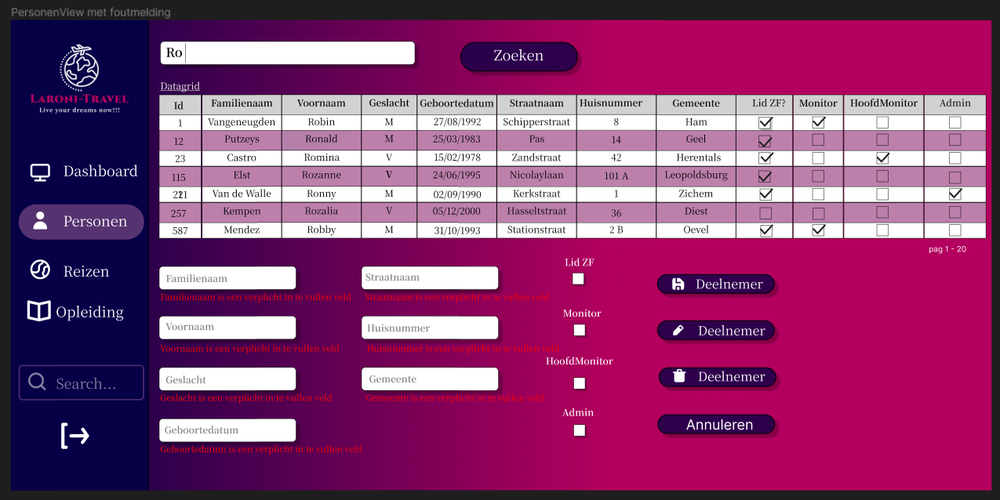 PersonenView met foutmelding
LARONI-TRAVEL
Live your dreams now!!!
Dashboard
Personen
Reizen
Opleiding
Search...
Ro
Zoeken
Datagrid
Id Familienaam Voornaam Geslacht Geboortedatum Straatnaam Huisnummer Gemeente Lid ZF? Monitor HoofdMonitor Admin
1 Vangeneugden Robin M 27/08/1992 Schipperstraat 8 Ham
12 Putzeys Ronald M 25/03/1983 Pas 14 Geel
23 Castro Romina V 15/02/1978 Zandstraat 42 Herentals
115 Elst Rozanne V 24/06/1995 Nicolaylaan 101 A Leopoldsburg
Van de Walle Ronny M 02/09/1990 Kerkstraat 1 Zichem
257 Kempen Rozalia V 05/12/2000 Hasseltstraat 36 Diest
587 Mendez Robby M 31/10/1993 Stationstraat 2 B Oevel
pag 1 - 20
Familienaam
Familienaam is een verplicht in te vullen veld
Voornaam
Voornaam is een verplicht in te vullen veld
Geslacht
Geslacht is een verplicht in te vullen veld
Geboortedatum
Geboortedatum is een verplicht in te vullen veld
Straatnaam
Straatnaam is een verplicht in te vullen veld
Huisnummer
Huisnummer is een verplicht in te vullen veld
Gemeente
Gemeente is een verplicht in te vullen veld
Lid ZF
Monitor
HoofdMonitor
Admin
Deelnemer
Deelnemer
Deelnemer
Annuleren